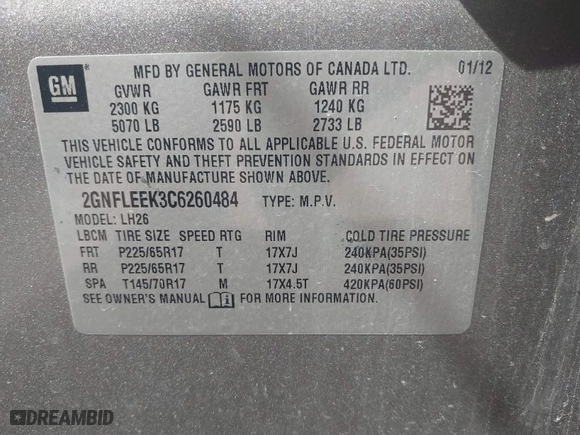 GM
MFD BY GENERAL MOTORS OF CANADA LTD. 01/12
GVWR GAWR FRT GAWR RR
2300 KG 1175 KG 1240 KG
5070 LB 2590 LB 2733 LB
THIS VEHICLE CONFORMS TO ALL APPLICABLE U.S. FEDERAL MOTOR
VEHICLE SAFETY AND THEFT PREVENTION STANDARDS IN EFFECT ON
THE DATE OF MANUFACTURE SHOWN ABOVE.
2GNFLEEK3C6260484 TYPE: M.P.V.
MODEL: LH26
LBCM TIRE SIZE SPEED RTG RIM COLD TIRE PRESSURE
FRT P225/65R17 T 17X7J 240KPA(35PSI)
RR P225/65R17 T 17X7J 240KPA(35PSI)
SPA T145/70R17 M 17X4.5T 420KPA(60PSI)
SEE OWNER'S MANUAL FOR MORE INFORMATION.
DREAMBID